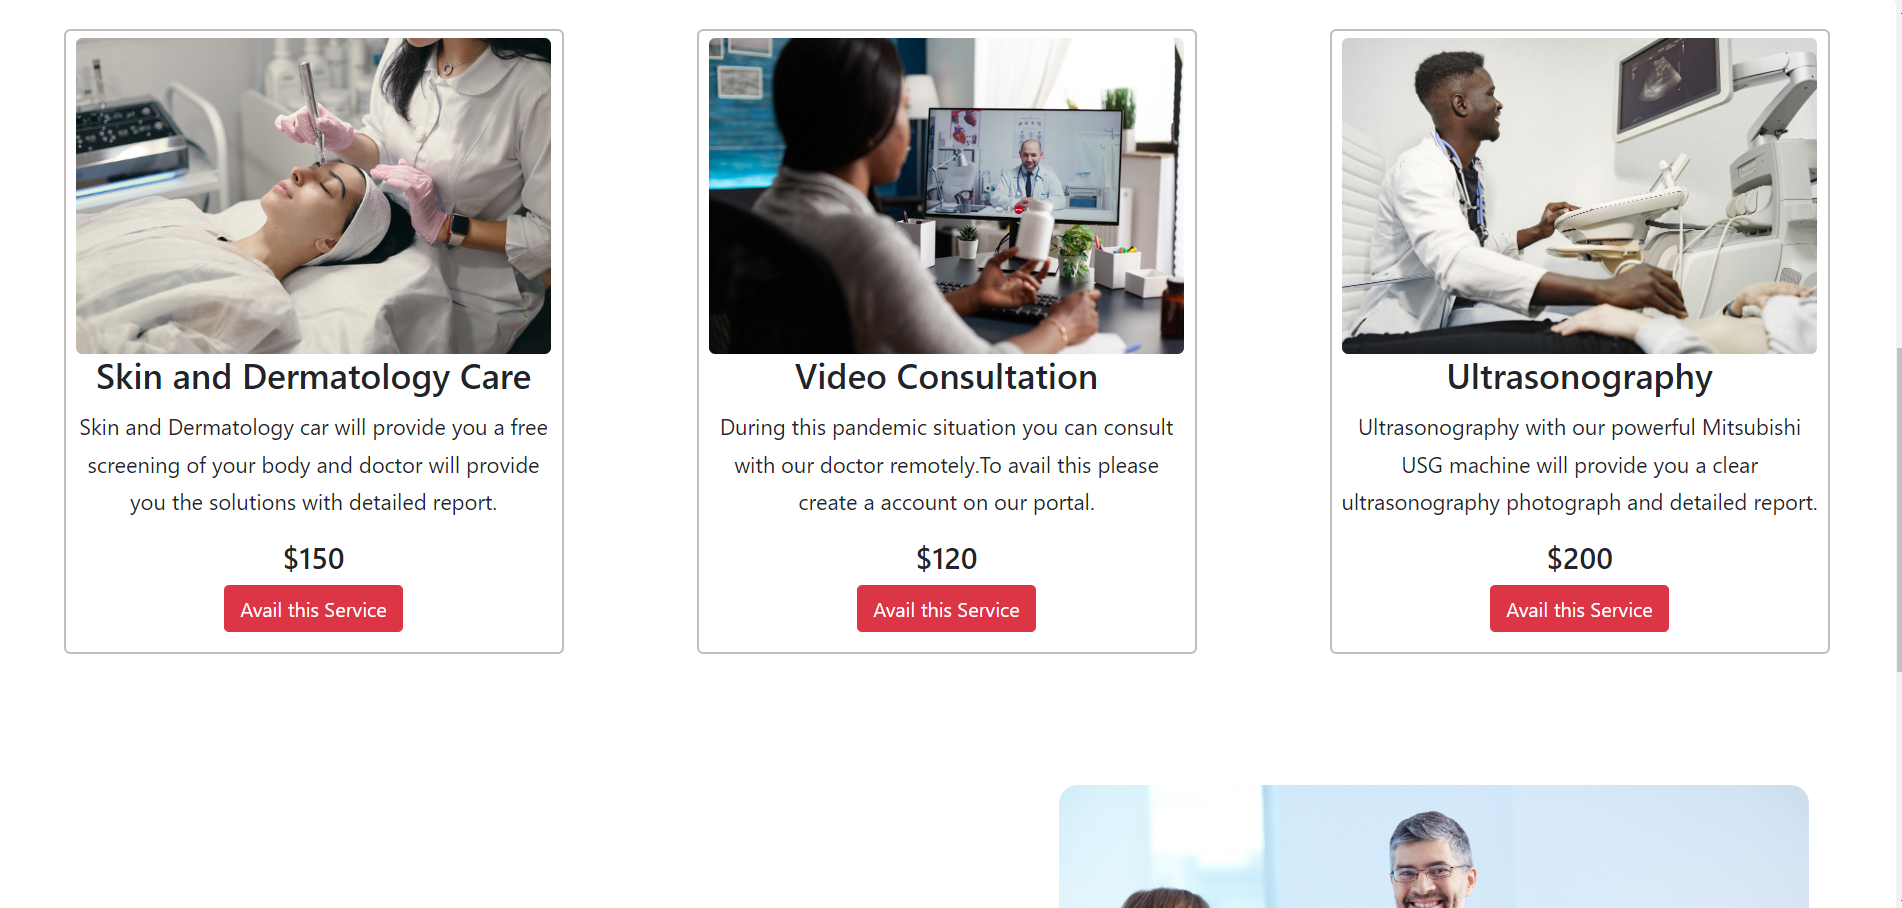 Skin and Dermatology Care
Skin and Dermatology car will provide you a free
screening of your body and doctor will provide
you the solutions with detailed report.
$150
Avail this Service
Video Consultation
During this pandemic situation you can consult
with our doctor remotely.To avail this please
create a account on our portal.
$120
Avail this Service
Ultrasonography
Ultrasonography with our powerful Mitsubishi
USG machine will provide you a clear
ultrasonography photograph and detailed report.
$200
Avail this Service